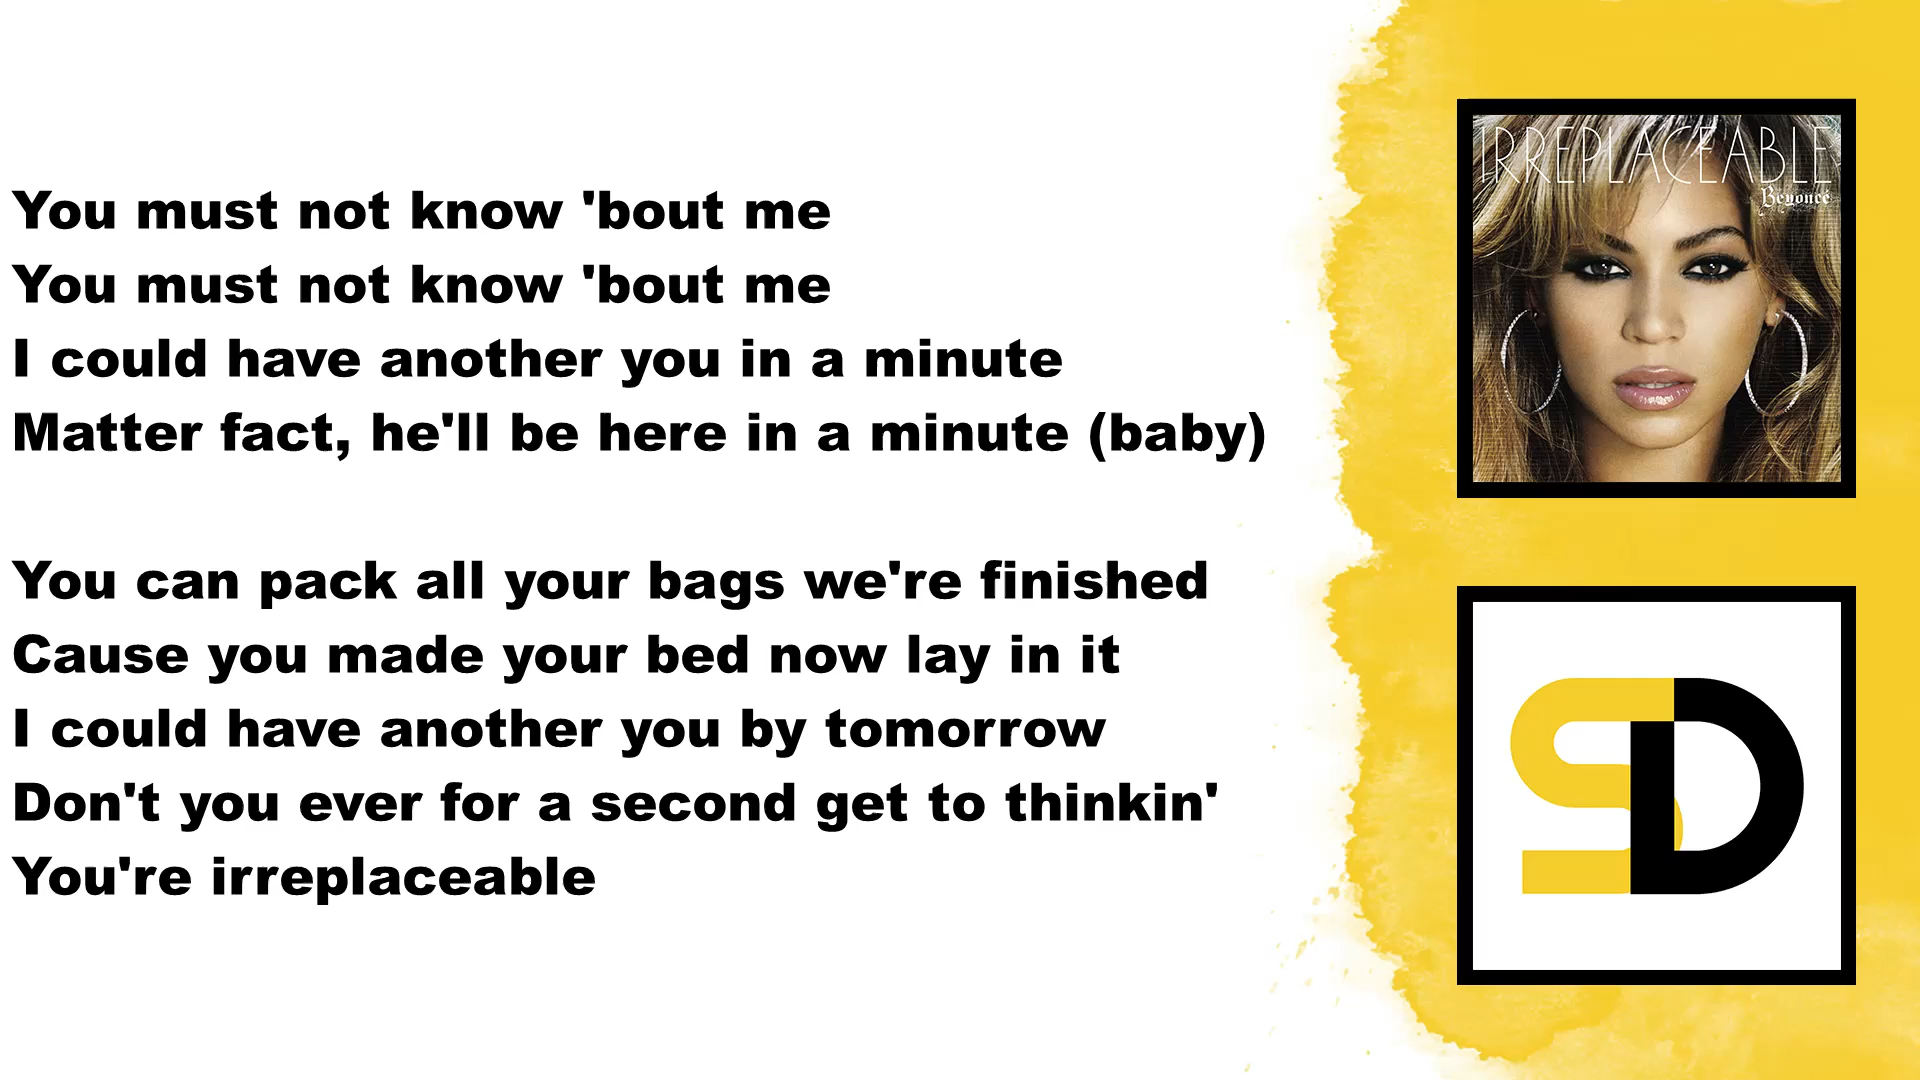 You must not know 'bout me
You must not know 'bout me
I could have another you in a minute
Matter fact, he'll be here in a minute (baby)
You can pack all your bags we're finished
Cause you made your bed now lay in it
I could have another you by tomorrow
Don't you ever for a second get to thinkin'
You're irreplaceable
IRREPLACEABLE
Beyoncé
SD